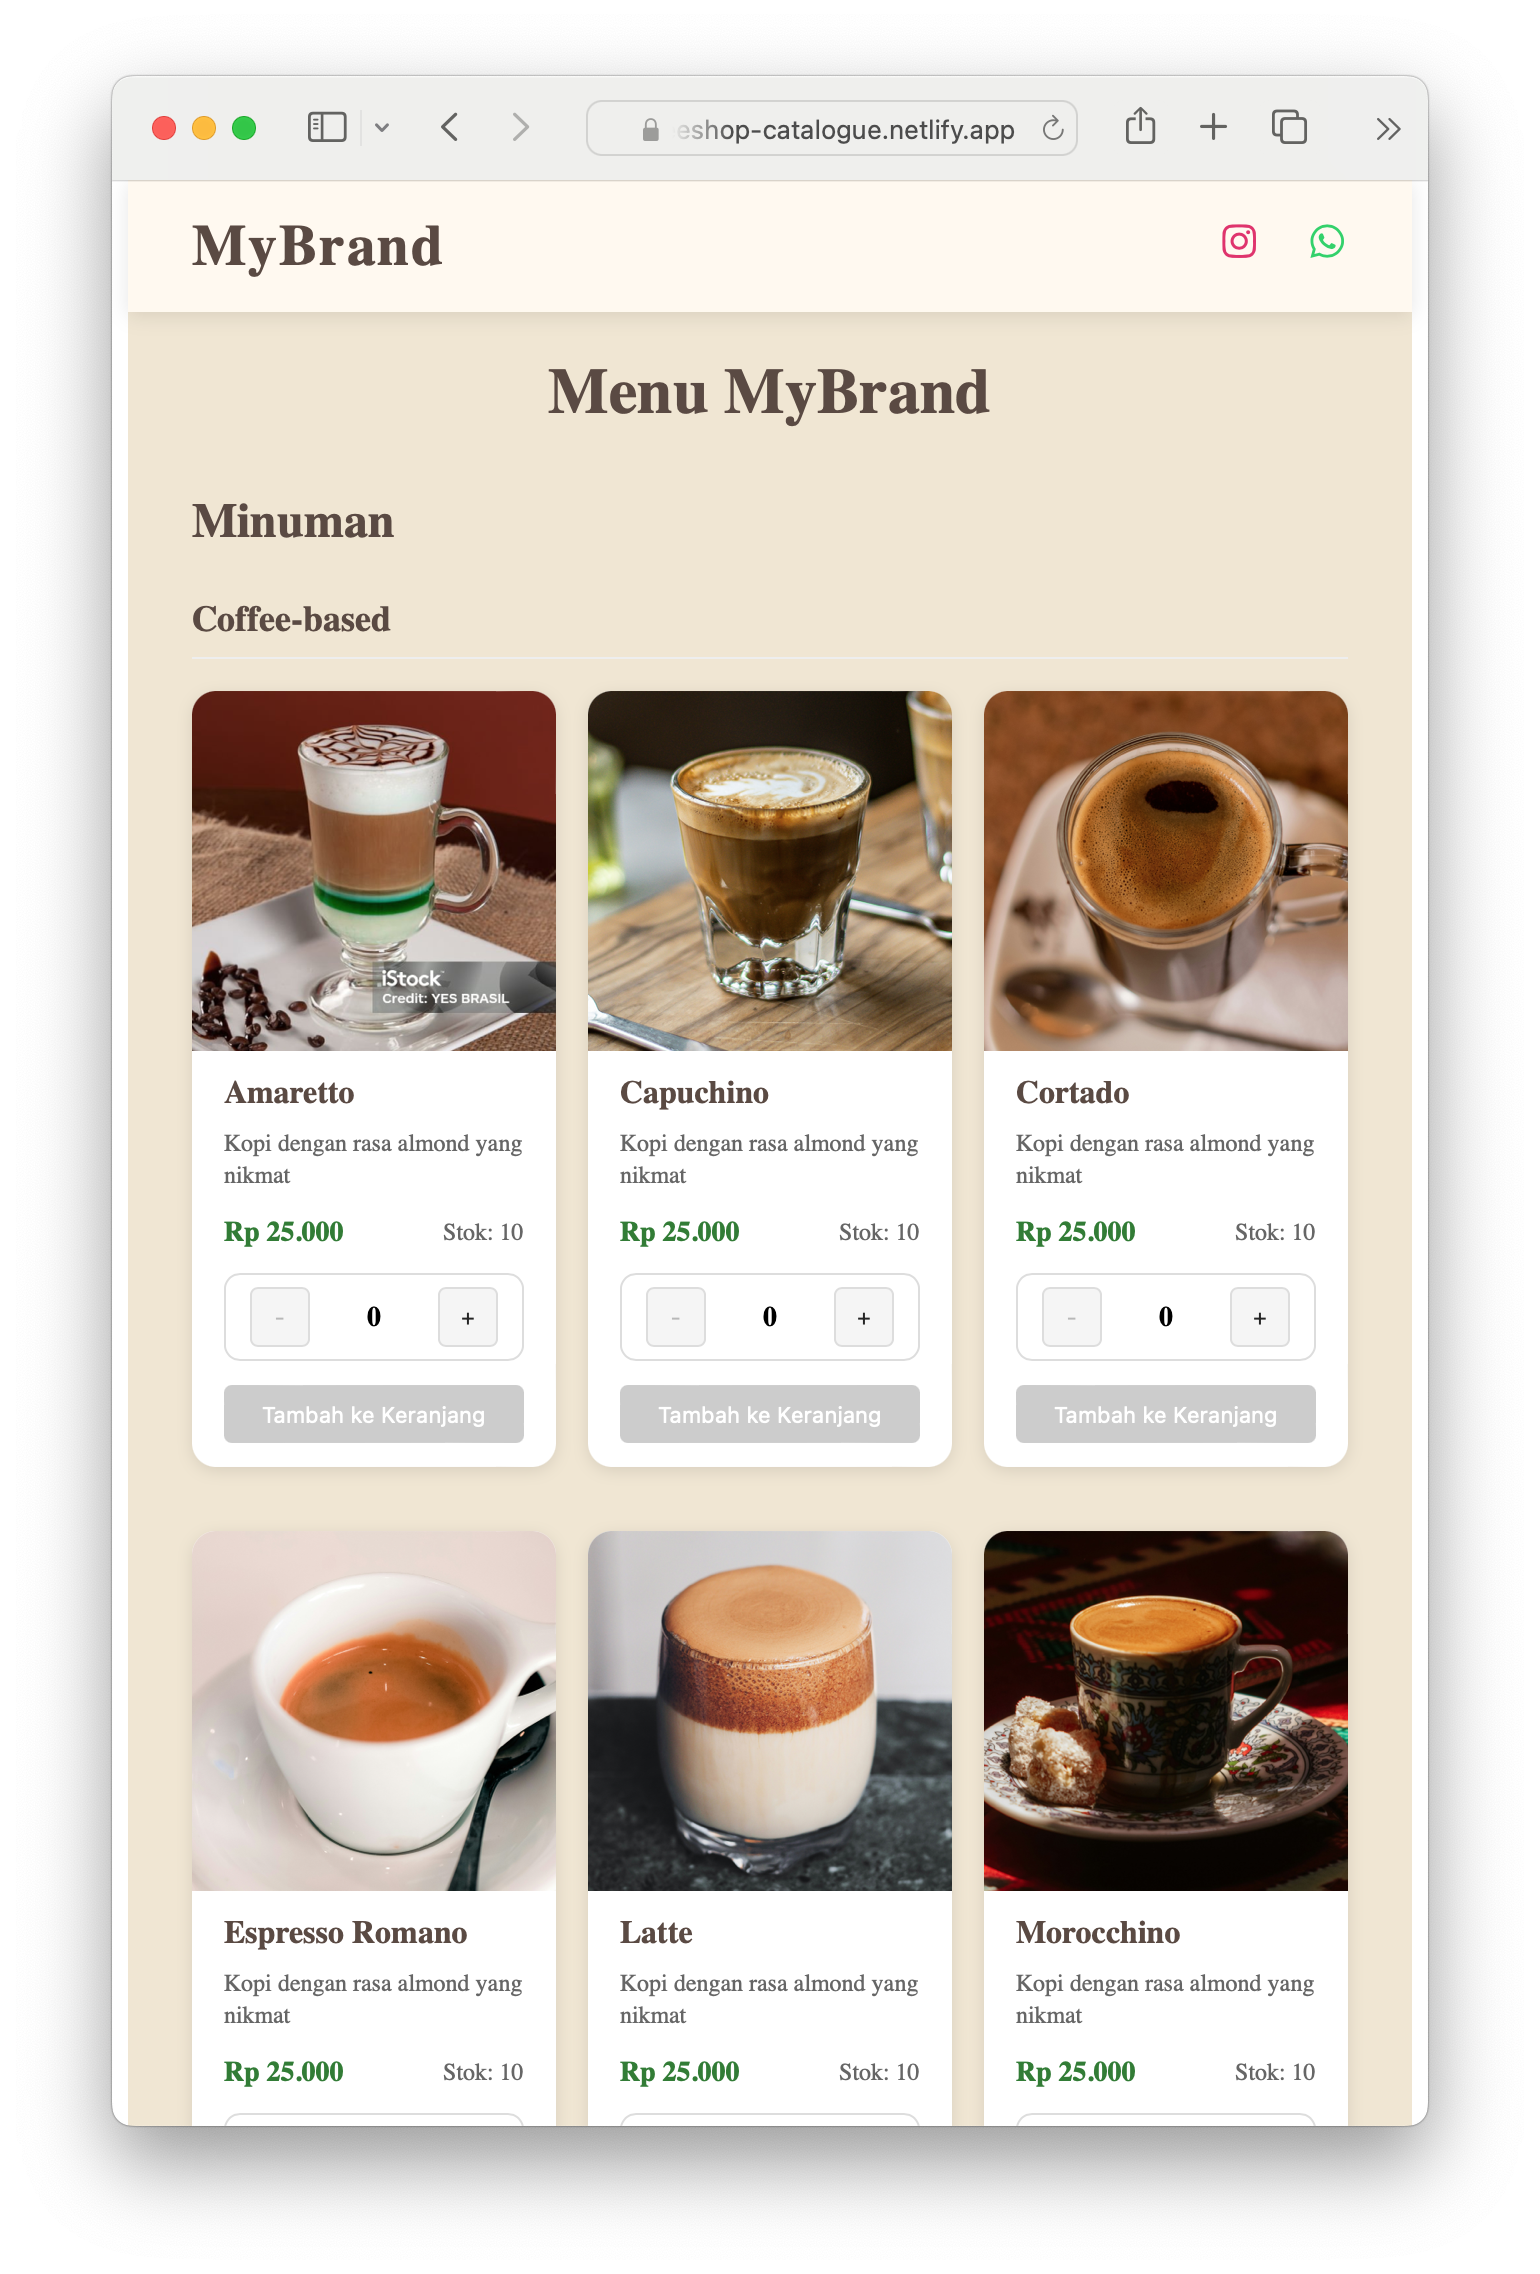 eshop-catalogue.netlify.app
MyBrand
Menu MyBrand
Minuman
Coffee-based
iStock
Credit: YES BRASIL
Amaretto
Kopi dengan rasa almond yang
nikmat
Rp 25.000 Stok: 10
- 0 +
Tambah ke Keranjang
Capuchino
Kopi dengan rasa almond yang
nikmat
Rp 25.000 Stok: 10
- 0 +
Tambah ke Keranjang
Cortado
Kopi dengan rasa almond yang
nikmat
Rp 25.000 Stok: 10
- 0 +
Tambah ke Keranjang
Espresso Romano
Kopi dengan rasa almond yang
nikmat
Rp 25.000 Stok: 10
Latte
Kopi dengan rasa almond yang
nikmat
Rp 25.000 Stok: 10
Morocchino
Kopi dengan rasa almond yang
nikmat
Rp 25.000 Stok: 10